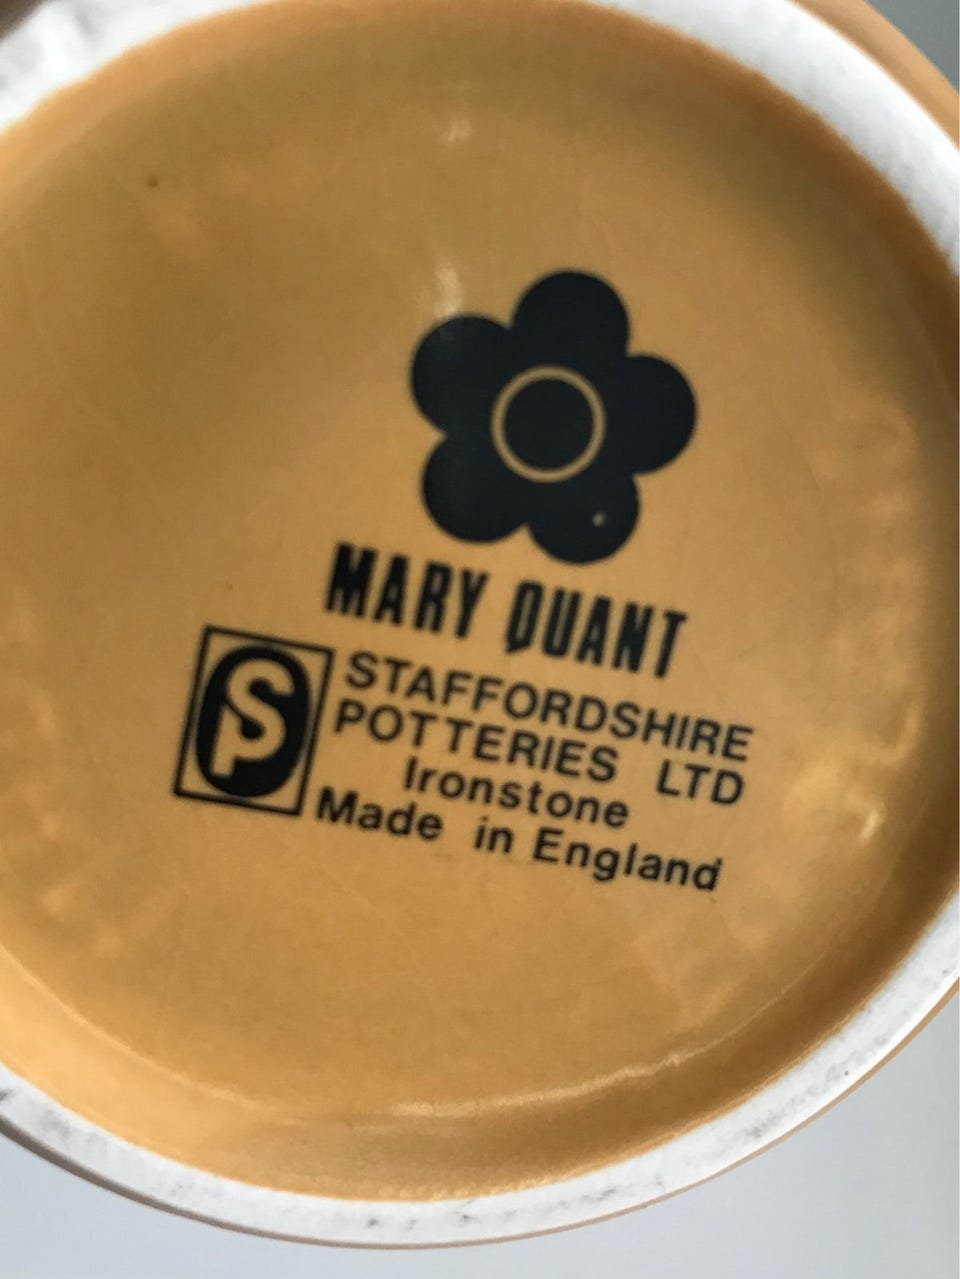 MARY QUANT
SP
STAFFORDSHIRE
POTTERIES LTD
Ironstone
Made in England